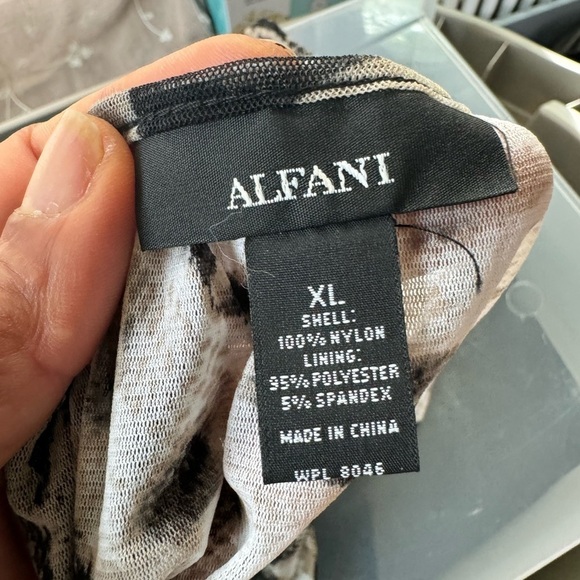 ALFANI
XL
SHELL:
100% NYLON
LINING:
95% POLYESTER
5% SPANDEX
MADE IN CHINA
WPL 8046